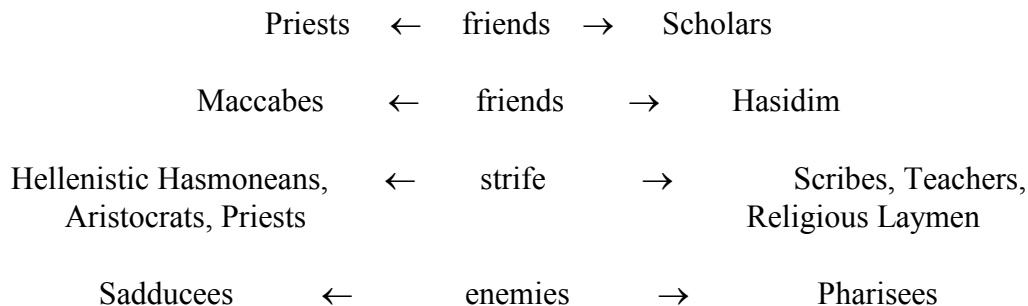 Priests ← friends → Scholars
Maccabes ← friends → Hasidim
Hellenistic Hasmoneans, ← strife → Scribes, Teachers,
Aristocrats, Priests Religious Laymen
Sadducees ← enemies → Pharisees